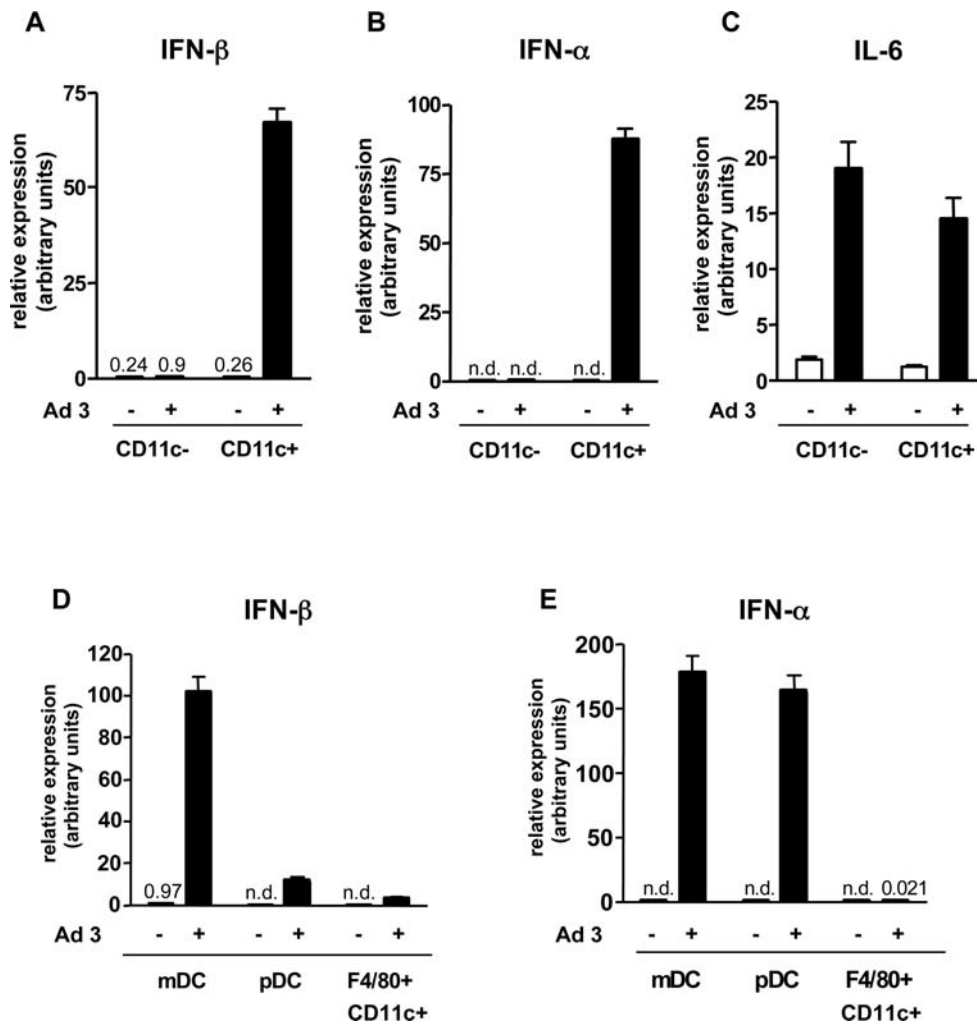 A
IFN-β
relative expression
(arbitrary units)
75
50
25
0
0.24 0.9 0.26
Ad 3 - + - +
CD11c- CD11c+
B
IFN-α
relative expression
(arbitrary units)
100
75
50
25
0
n.d. n.d. n.d.
Ad 3 - + - +
CD11c- CD11c+
C
IL-6
relative expression
(arbitrary units)
25
20
15
10
5
0
Ad 3 - + - +
CD11c- CD11c+
D
IFN-β
relative expression
(arbitrary units)
120
100
80
60
40
20
0
0.97 n.d. n.d.
Ad 3 - + - + - +
mDC pDC F4/80+
CD11c+
E
IFN-α
relative expression
(arbitrary units)
200
150
100
50
0
n.d. n.d. n.d. 0.021
Ad 3 - + - + - +
mDC pDC F4/80+
CD11c+